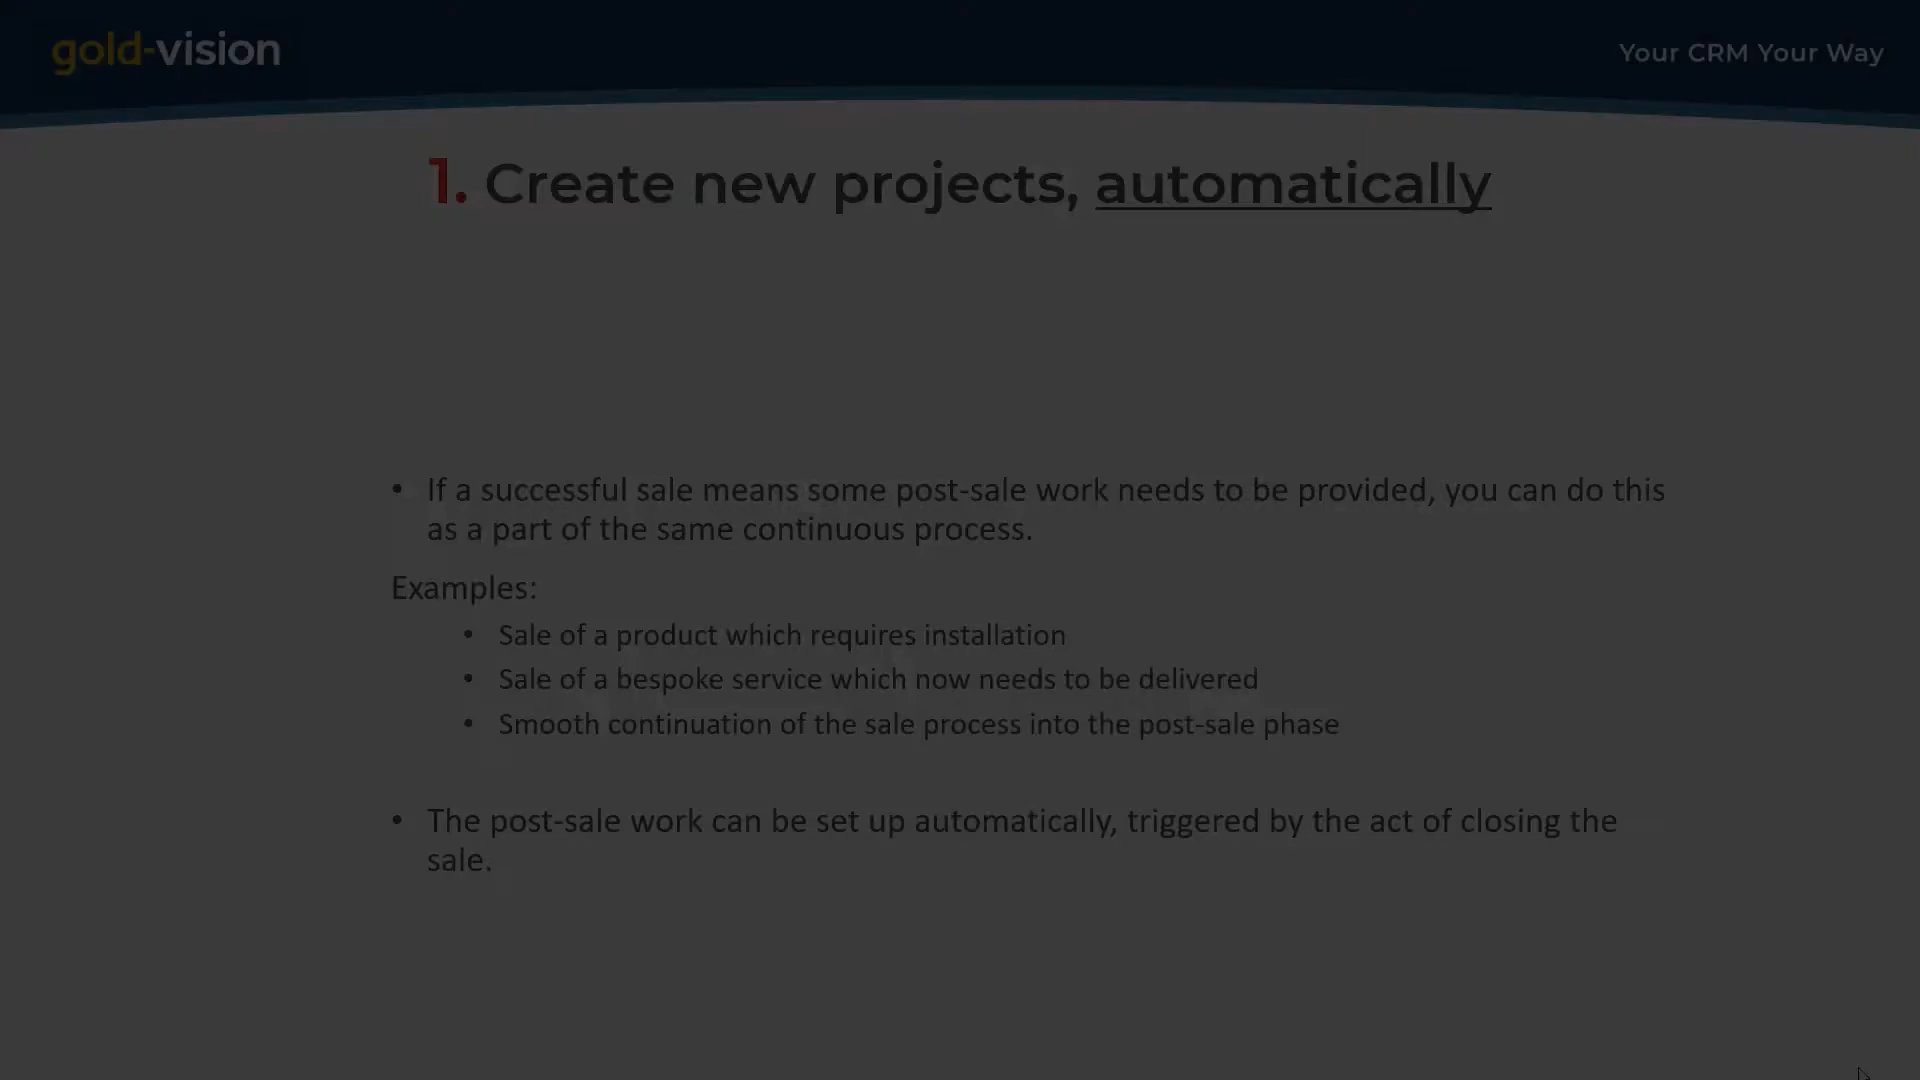 gold-vision
Your CRM Your Way
1. Create new projects, automatically
• If a successful sale means some post-sale work needs to be provided, you can do this
as a part of the same continuous process.
Examples:
• Sale of a product which requires installation
• Sale of a bespoke service which now needs to be delivered
• Smooth continuation of the sale process into the post-sale phase
• The post-sale work can be set up automatically, triggered by the act of closing the
sale.